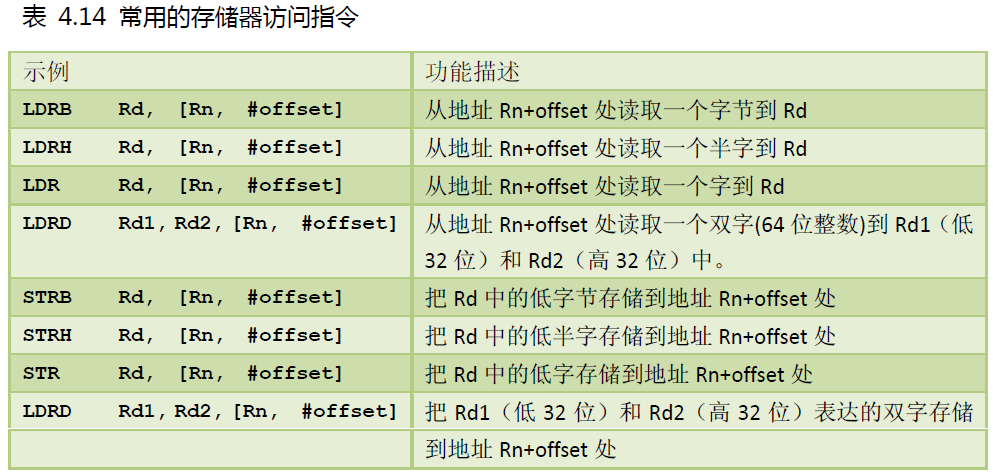 表 4.14 常用的存储器访问指令
示例 功能描述
LDRB Rd, [Rn, #offset] 从地址 Rn+offset 处读取一个字节到 Rd
LDRH Rd, [Rn, #offset] 从地址 Rn+offset 处读取一个半字到 Rd
LDR Rd, [Rn, #offset] 从地址 Rn+offset 处读取一个字到 Rd
LDRD Rd1,Rd2,[Rn, #offset] 从地址 Rn+offset 处读取一个双字(64 位整数)到 Rd1（低
32 位）和 Rd2（高 32 位）中。
STRB Rd, [Rn, #offset] 把 Rd 中的低字节存储到地址 Rn+offset 处
STRH Rd, [Rn, #offset] 把 Rd 中的低半字存储到地址 Rn+offset 处
STR Rd, [Rn, #offset] 把 Rd 中的低字存储到地址 Rn+offset 处
LDRD Rd1,Rd2,[Rn, #offset] 把 Rd1（低 32 位）和 Rd2（高 32 位）表达的双字存储
到地址 Rn+offset 处